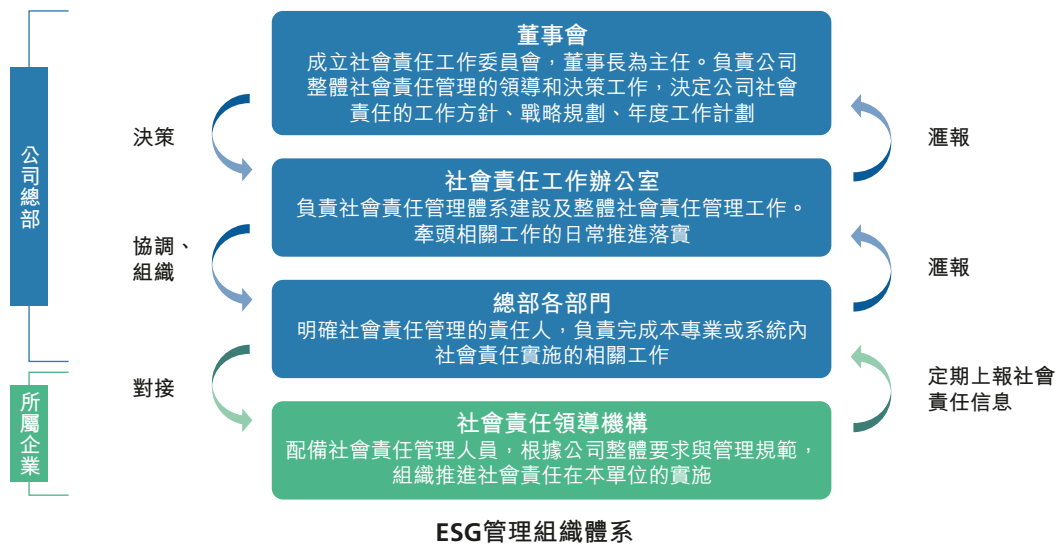 董事會
成立社會責任工作委員會，董事長為主任。負責公司
整體社會責任管理的領導和決策工作，決定公司社會
責任的工作方針、戰略規劃、年度工作計劃
決策
滙報
公司總部
社會責任工作辦公室
負責社會責任管理體系建設及整體社會責任管理工作。
牽頭相關工作的日常推進落實
協調、
組織
滙報
總部各部門
明確社會責任管理的責任人，負責完成本專業或系統內
社會責任實施的相關工作
對接
定期上報社會
責任信息
所屬企業
社會責任領導機構
配備社會責任管理人員，根據公司整體要求與管理規範，
組織推進社會責任在本單位的實施
ESG管理組織體系